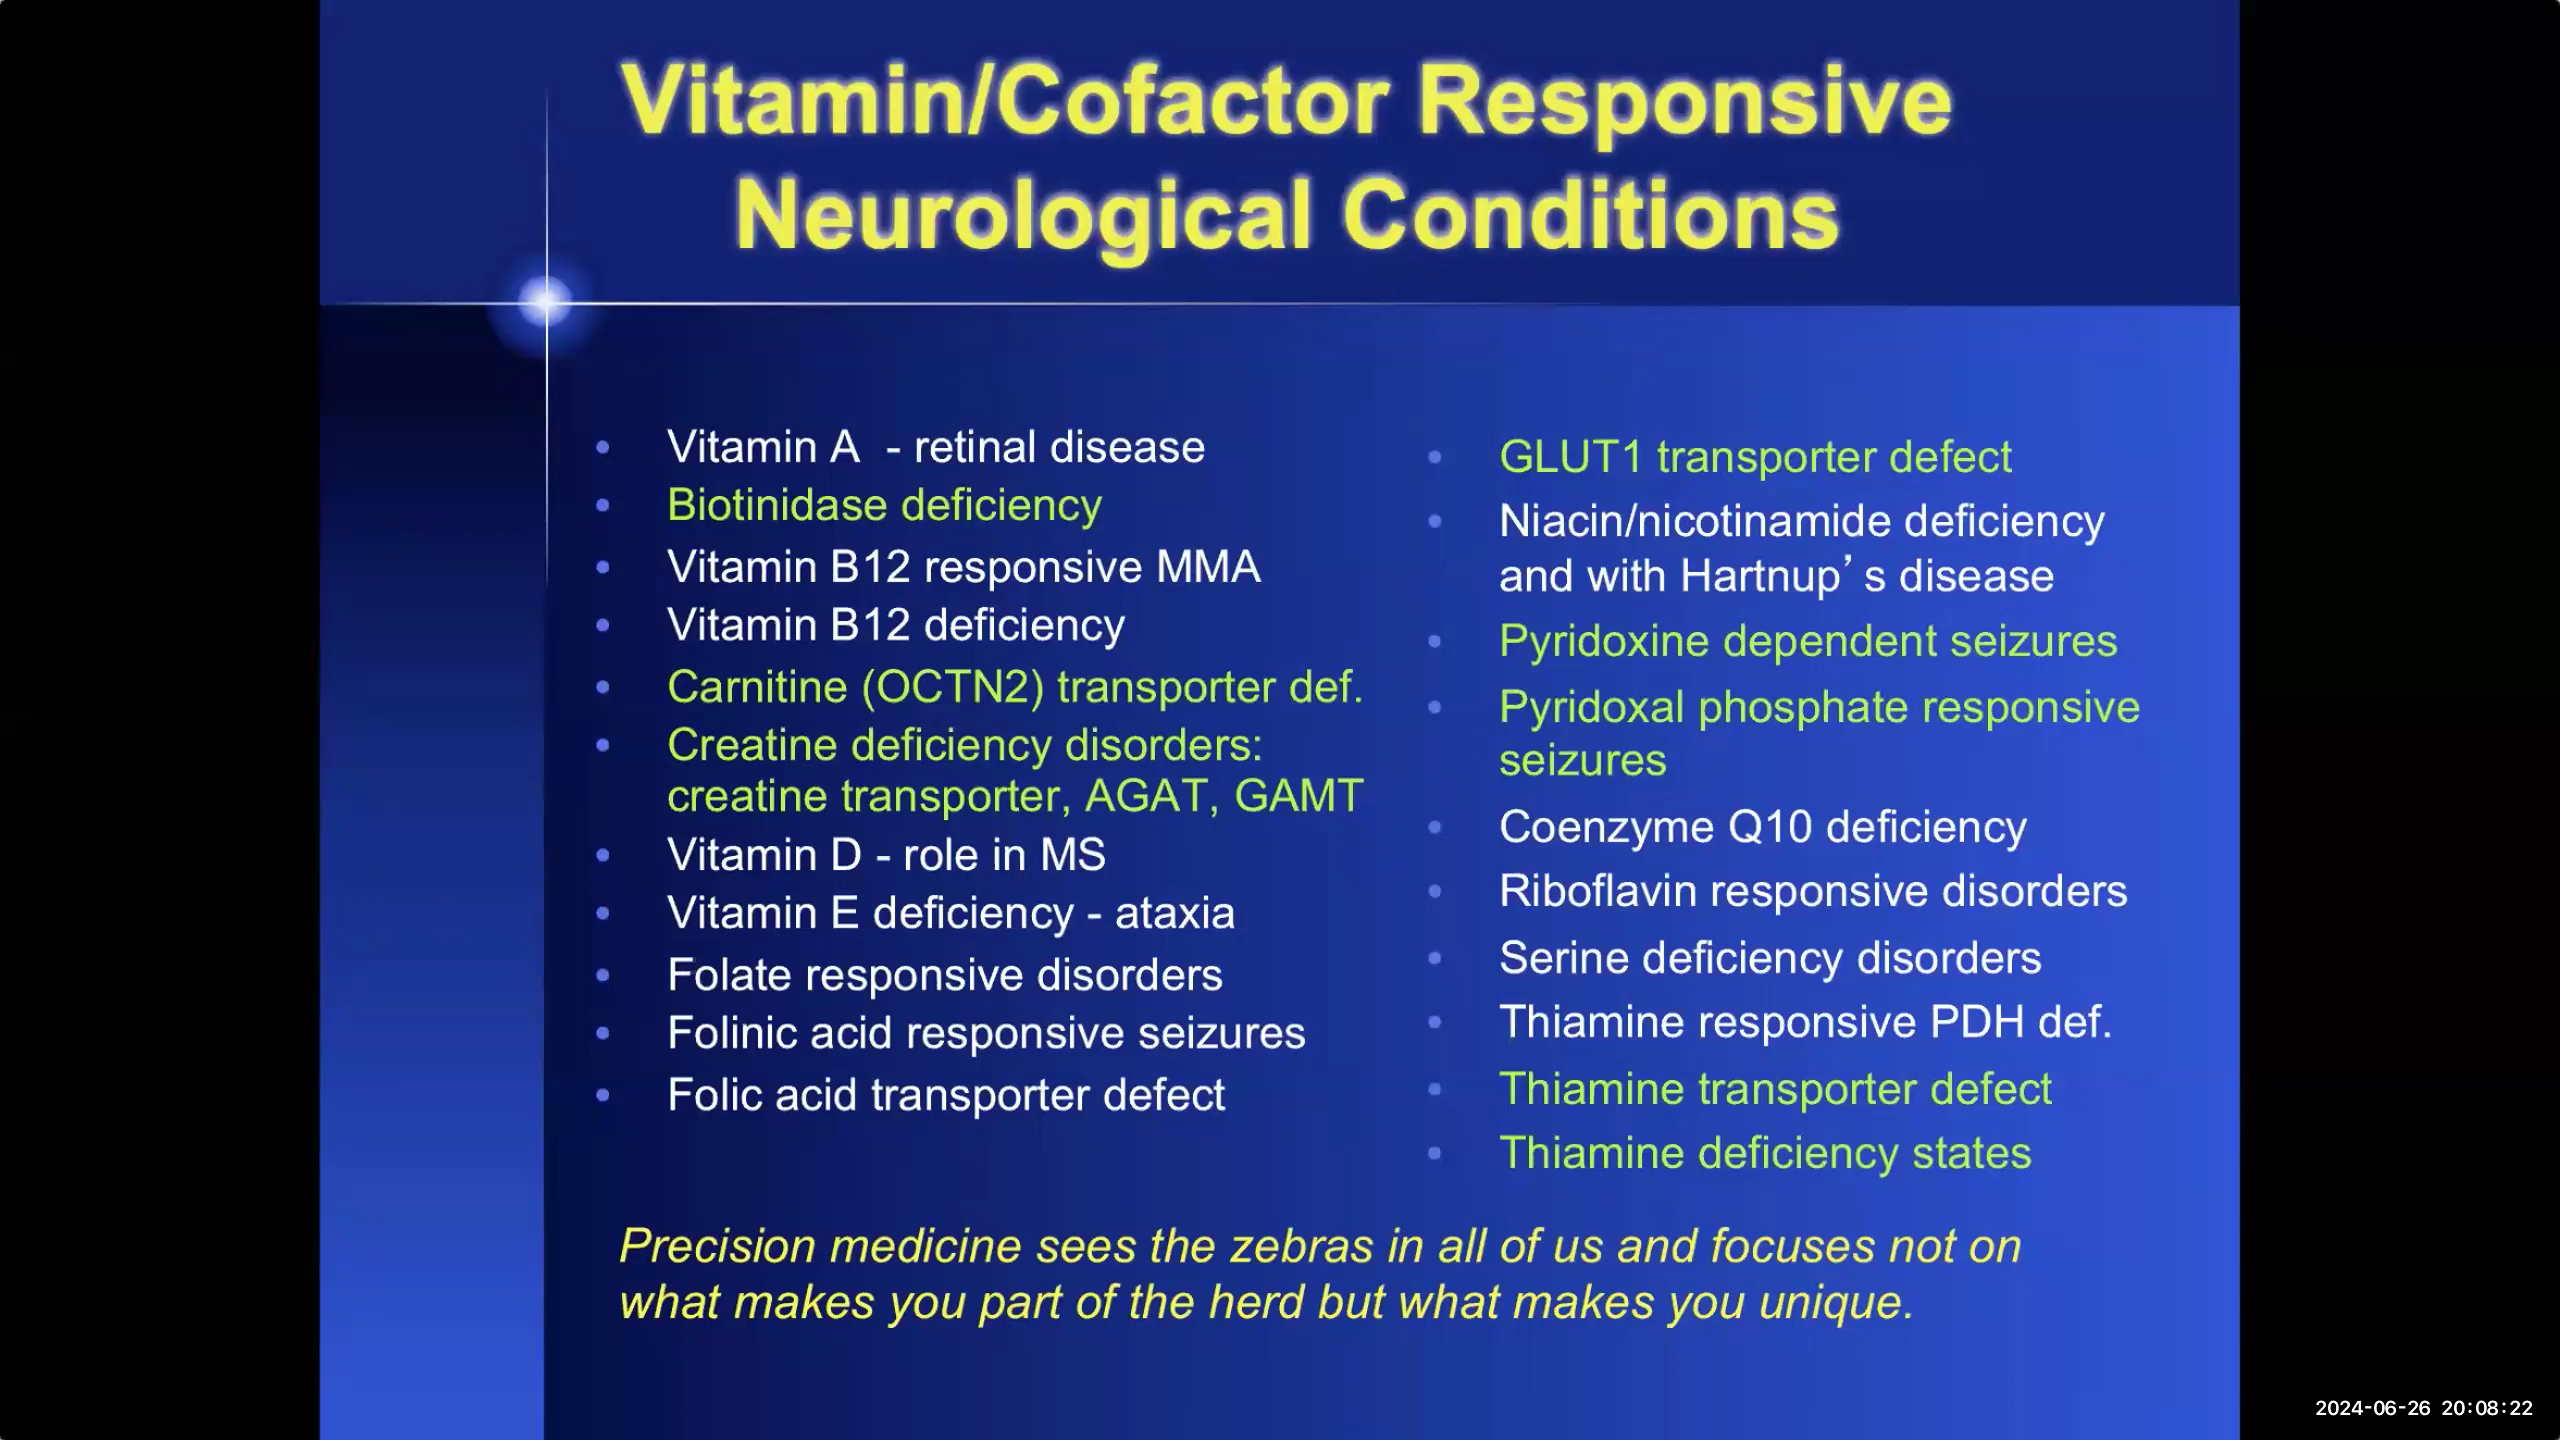 Vitamin/Cofactor Responsive
Neurological Conditions
• Vitamin A - retinal disease
• Biotinidase deficiency
• Vitamin B12 responsive MMA
• Vitamin B12 deficiency
• Carnitine (OCTN2) transporter def.
• Creatine deficiency disorders:
creatine transporter, AGAT, GAMT
• Vitamin D - role in MS
• Vitamin E deficiency - ataxia
• Folate responsive disorders
• Folinic acid responsive seizures
• Folic acid transporter defect
• GLUT1 transporter defect
• Niacin/nicotinamide deficiency
and with Hartnup’ s disease
• Pyridoxine dependent seizures
• Pyridoxal phosphate responsive
seizures
• Coenzyme Q10 deficiency
• Riboflavin responsive disorders
• Serine deficiency disorders
• Thiamine responsive PDH def.
• Thiamine transporter defect
• Thiamine deficiency states
Precision medicine sees the zebras in all of us and focuses not on
what makes you part of the herd but what makes you unique.
2024-06-26 20:08:22